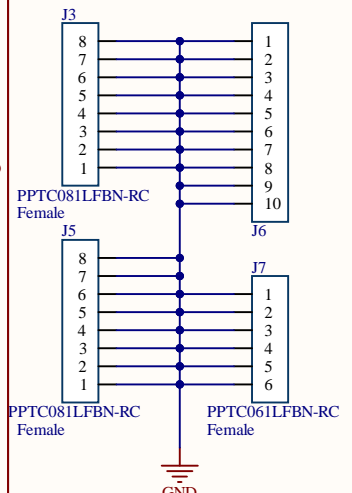 J3
8
7
6
5
4
3
2
1
PPTC081LFBN-RC
Female
1
2
3
4
5
6
7
8
9
10
J6
J5
8
7
6
5
4
3
2
1
PPTC081LFBN-RC
Female
J7
1
2
3
4
5
6
PPTC061LFBN-RC
Female
GND